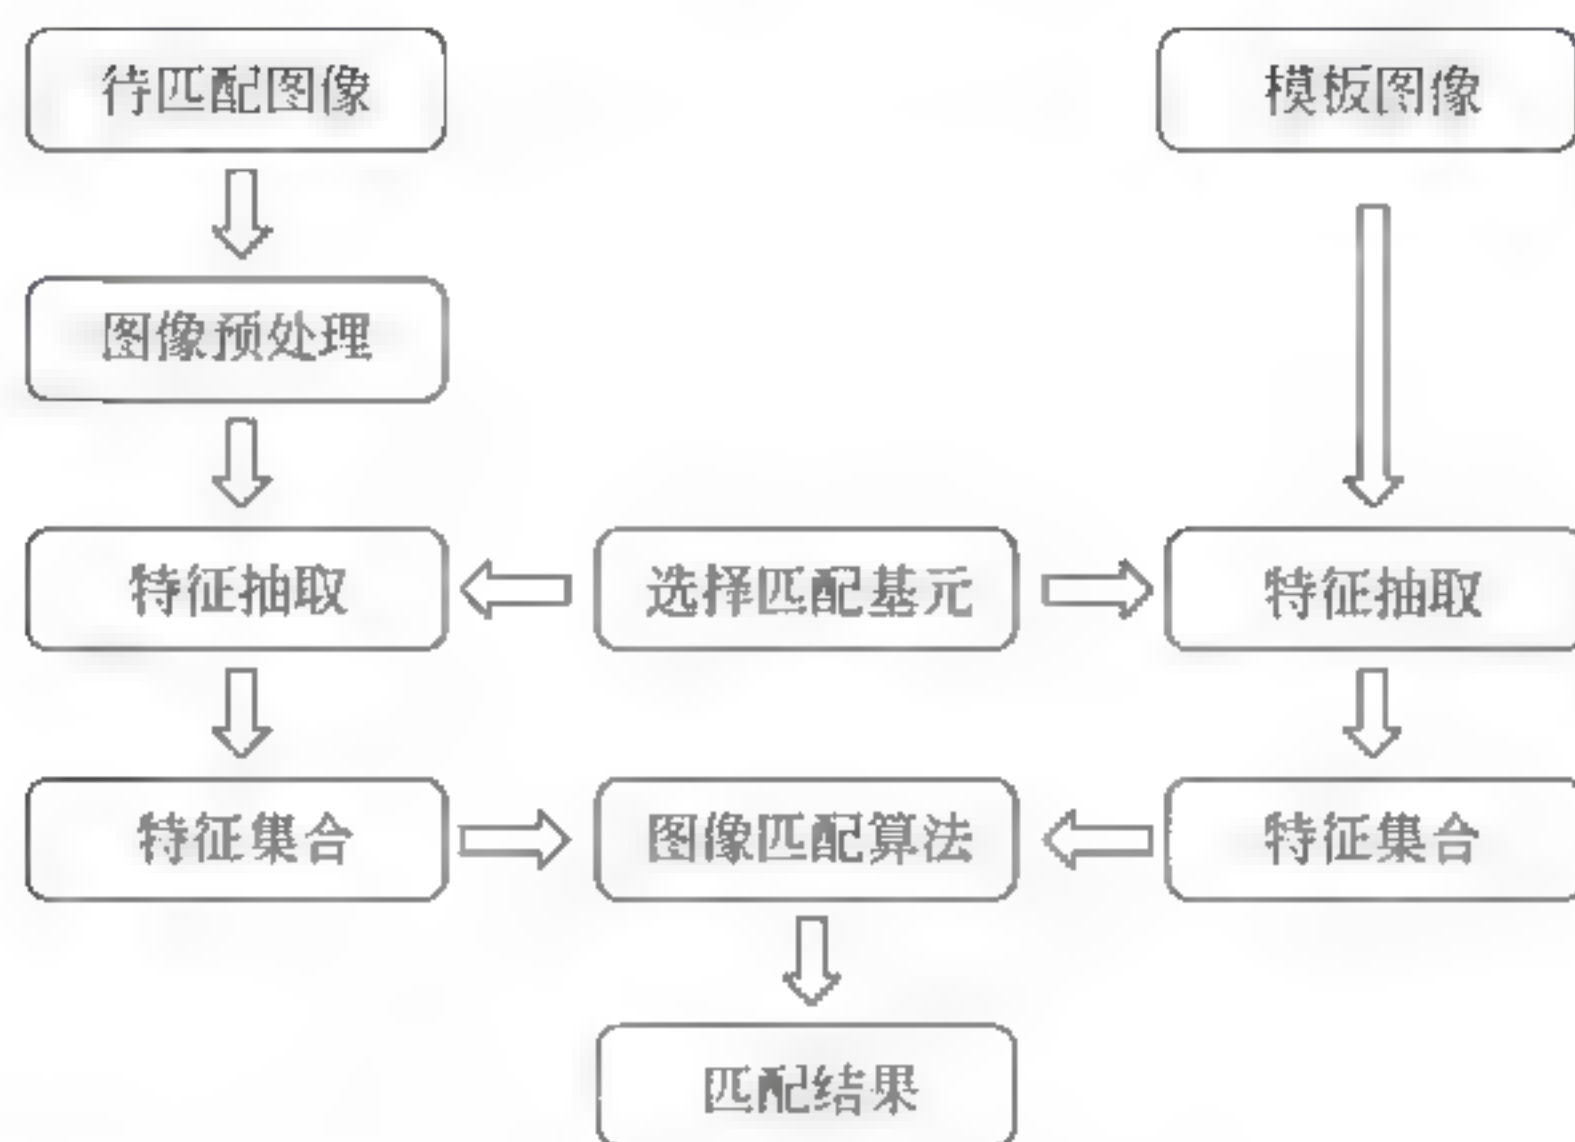 待匹配图像
模板图像
图像预处理
特征抽取
选择匹配基元
特征抽取
特征集合
图像匹配算法
特征集合
匹配结果